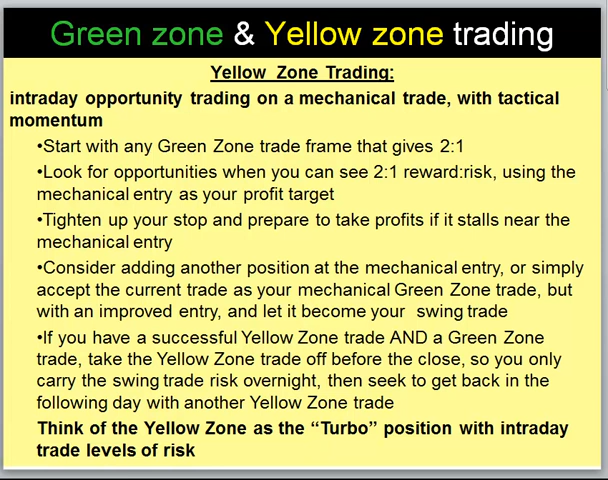 Green zone & Yellow zone trading
Yellow Zone Trading:
intraday opportunity trading on a mechanical trade, with tactical
momentum
•Start with any Green Zone trade frame that gives 2:1
•Look for opportunities when you can see 2:1 reward:risk, using the
mechanical entry as your profit target
•Tighten up your stop and prepare to take profits if it stalls near the
mechanical entry
•Consider adding another position at the mechanical entry, or simply
accept the current trade as your mechanical Green Zone trade, but
with an improved entry, and let it become your swing trade
•If you have a successful Yellow Zone trade AND a Green Zone
trade, take the Yellow Zone trade off before the close, so you only
carry the swing trade risk overnight, then seek to get back in the
following day with another Yellow Zone trade
Think of the Yellow Zone as the “Turbo” position with intraday
trade levels of risk